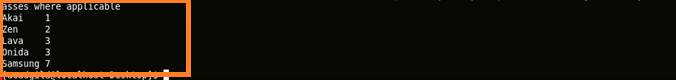 asses where applicable
Akai 1
Zen 2
Lava 3
Onida 3
Samsung 7